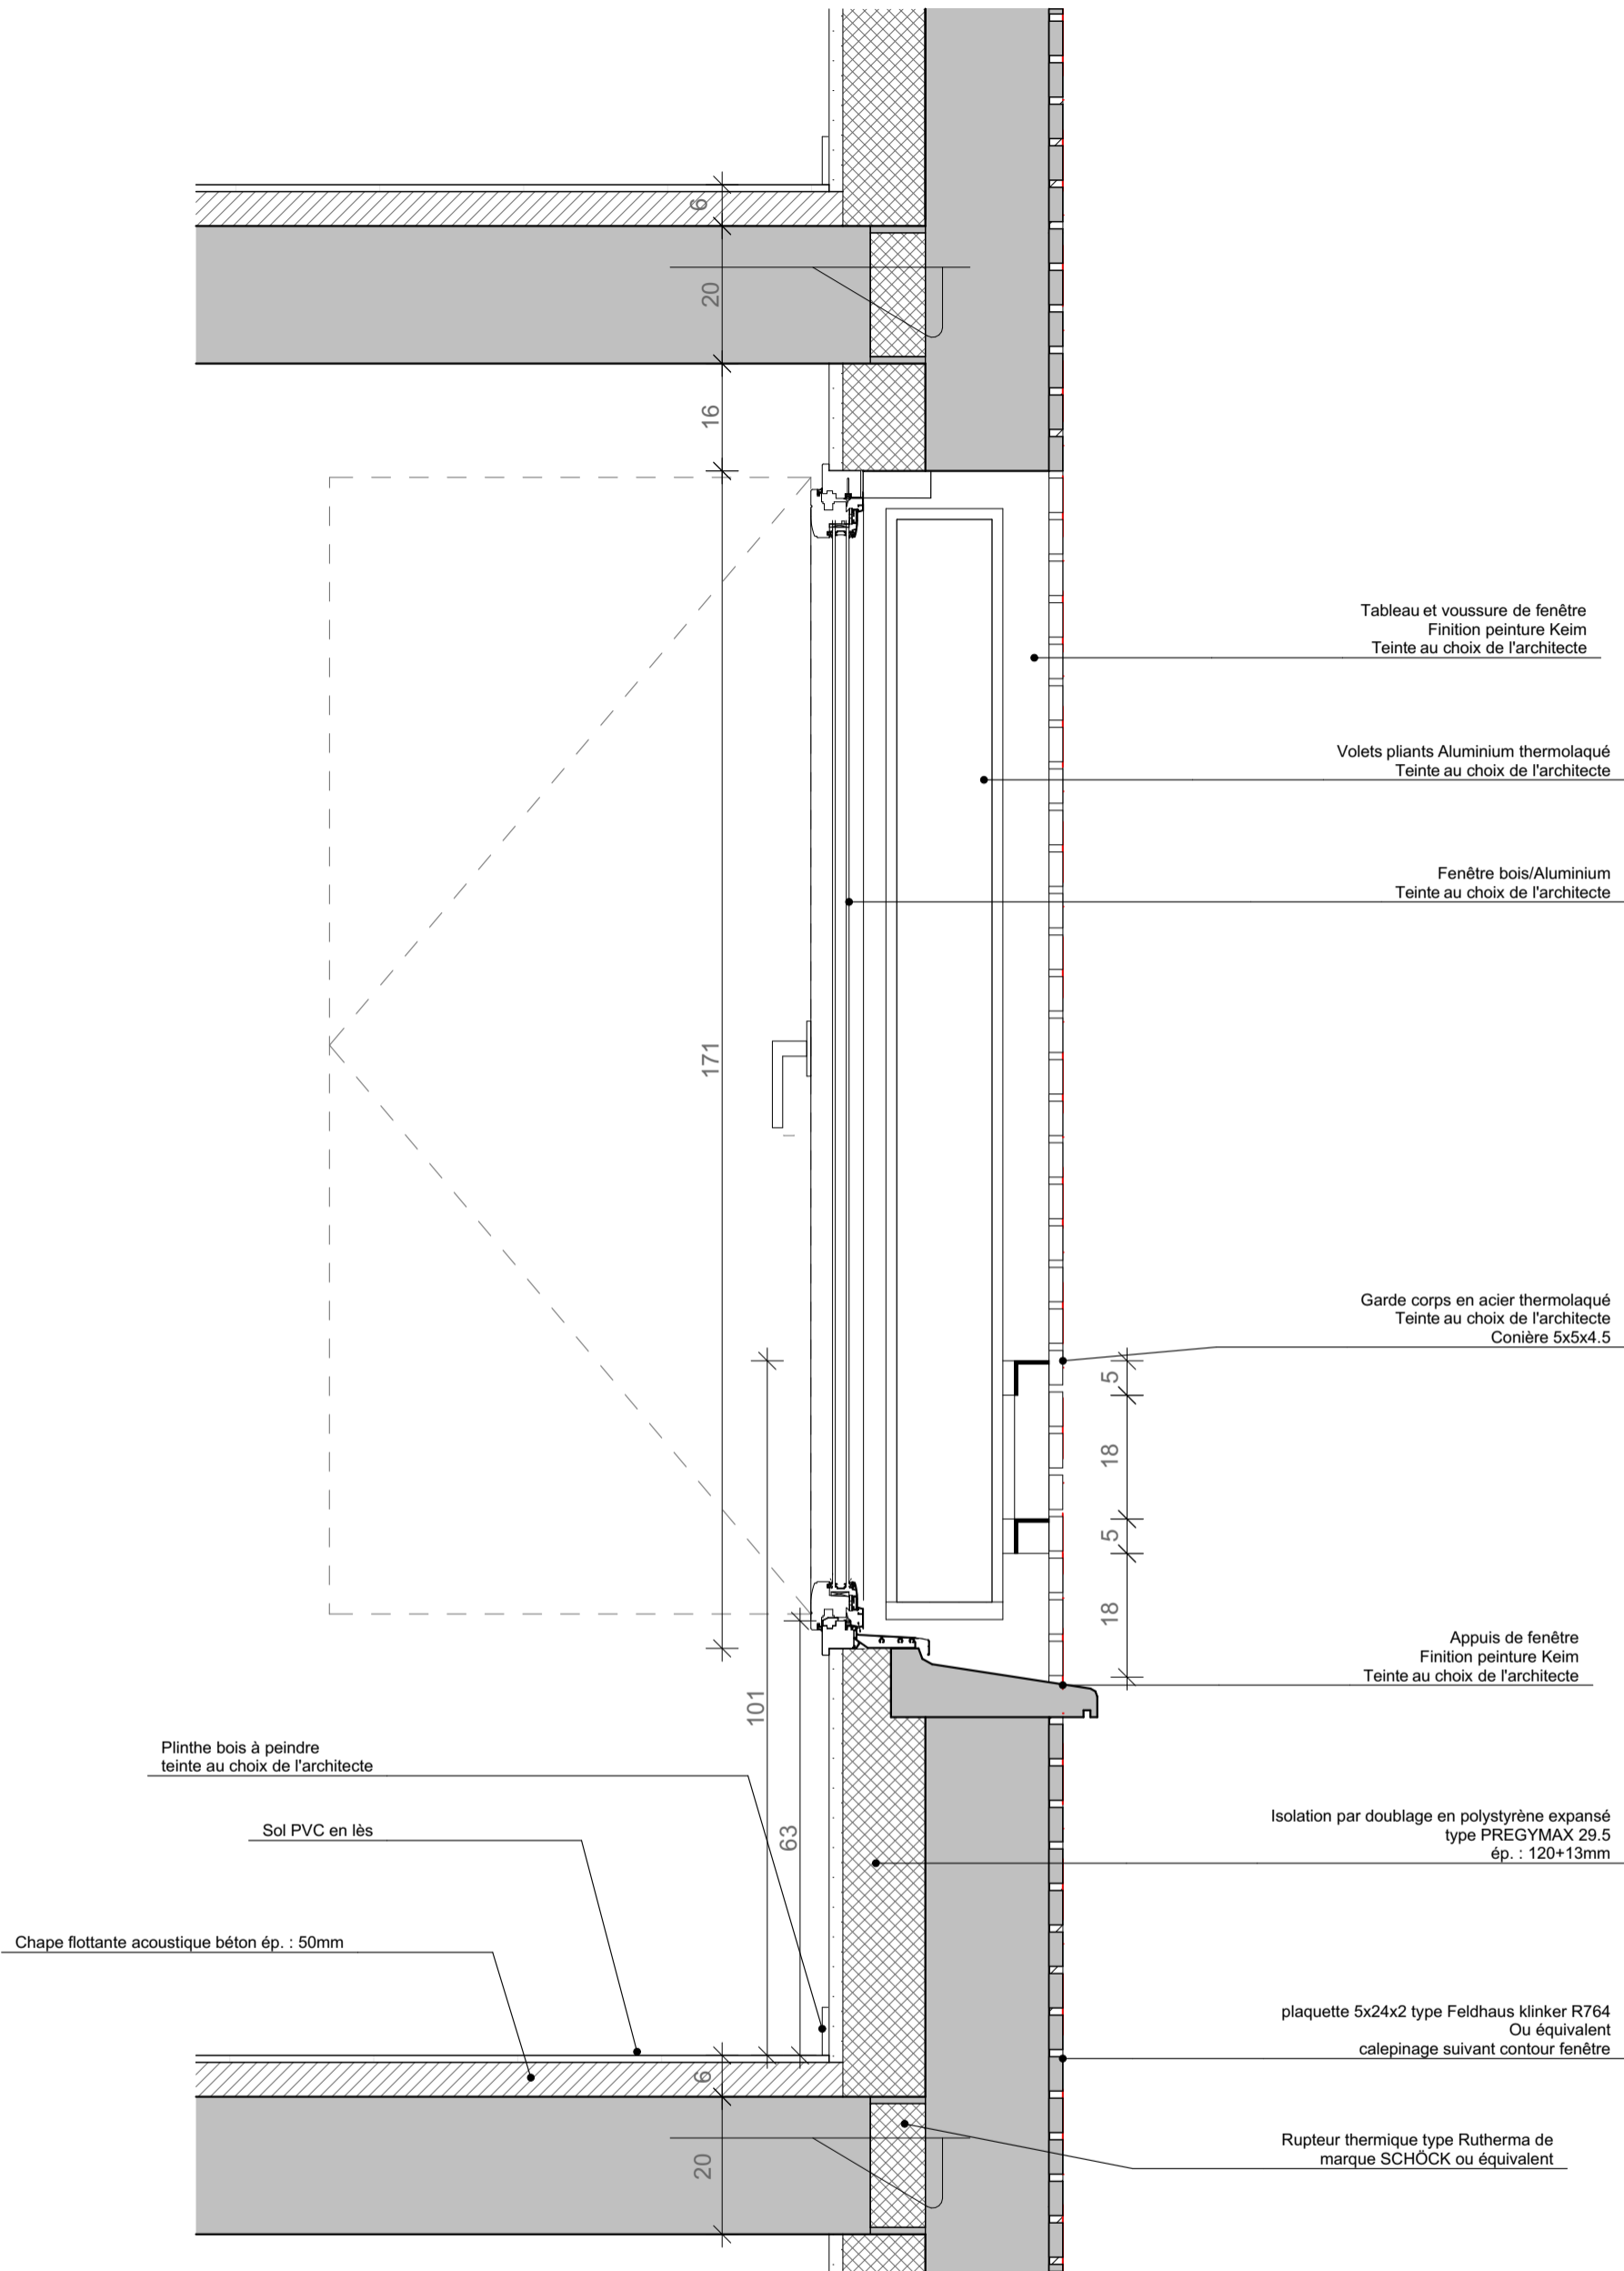 6
20
16
Tableau et voussure de fenêtre
Finition peinture Keim
Teinte au choix de l'architecte
Volets pliants Aluminium thermolaqué
Teinte au choix de l'architecte
Fenêtre bois/Aluminium
Teinte au choix de l'architecte
171
Garde corps en acier thermolaqué
Teinte au choix de l'architecte
Conière 5x5x4.5
5
18
5
18
Appuis de fenêtre
Finition peinture Keim
Teinte au choix de l'architecte
101
63
Plinthe bois à peindre
teinte au choix de l'architecte
Sol PVC en lès
Isolation par doublage en polystyrène expansé
type PREGYMAX 29.5
ép. : 120+13mm
Chape flottante acoustique béton ép. : 50mm
plaquette 5x24x2 type Feldhaus klinker R764
Ou équivalent
calepinage suivant contour fenêtre
6
20
Rupteur thermique type Rutherma de
marque SCHÖCK ou équivalent